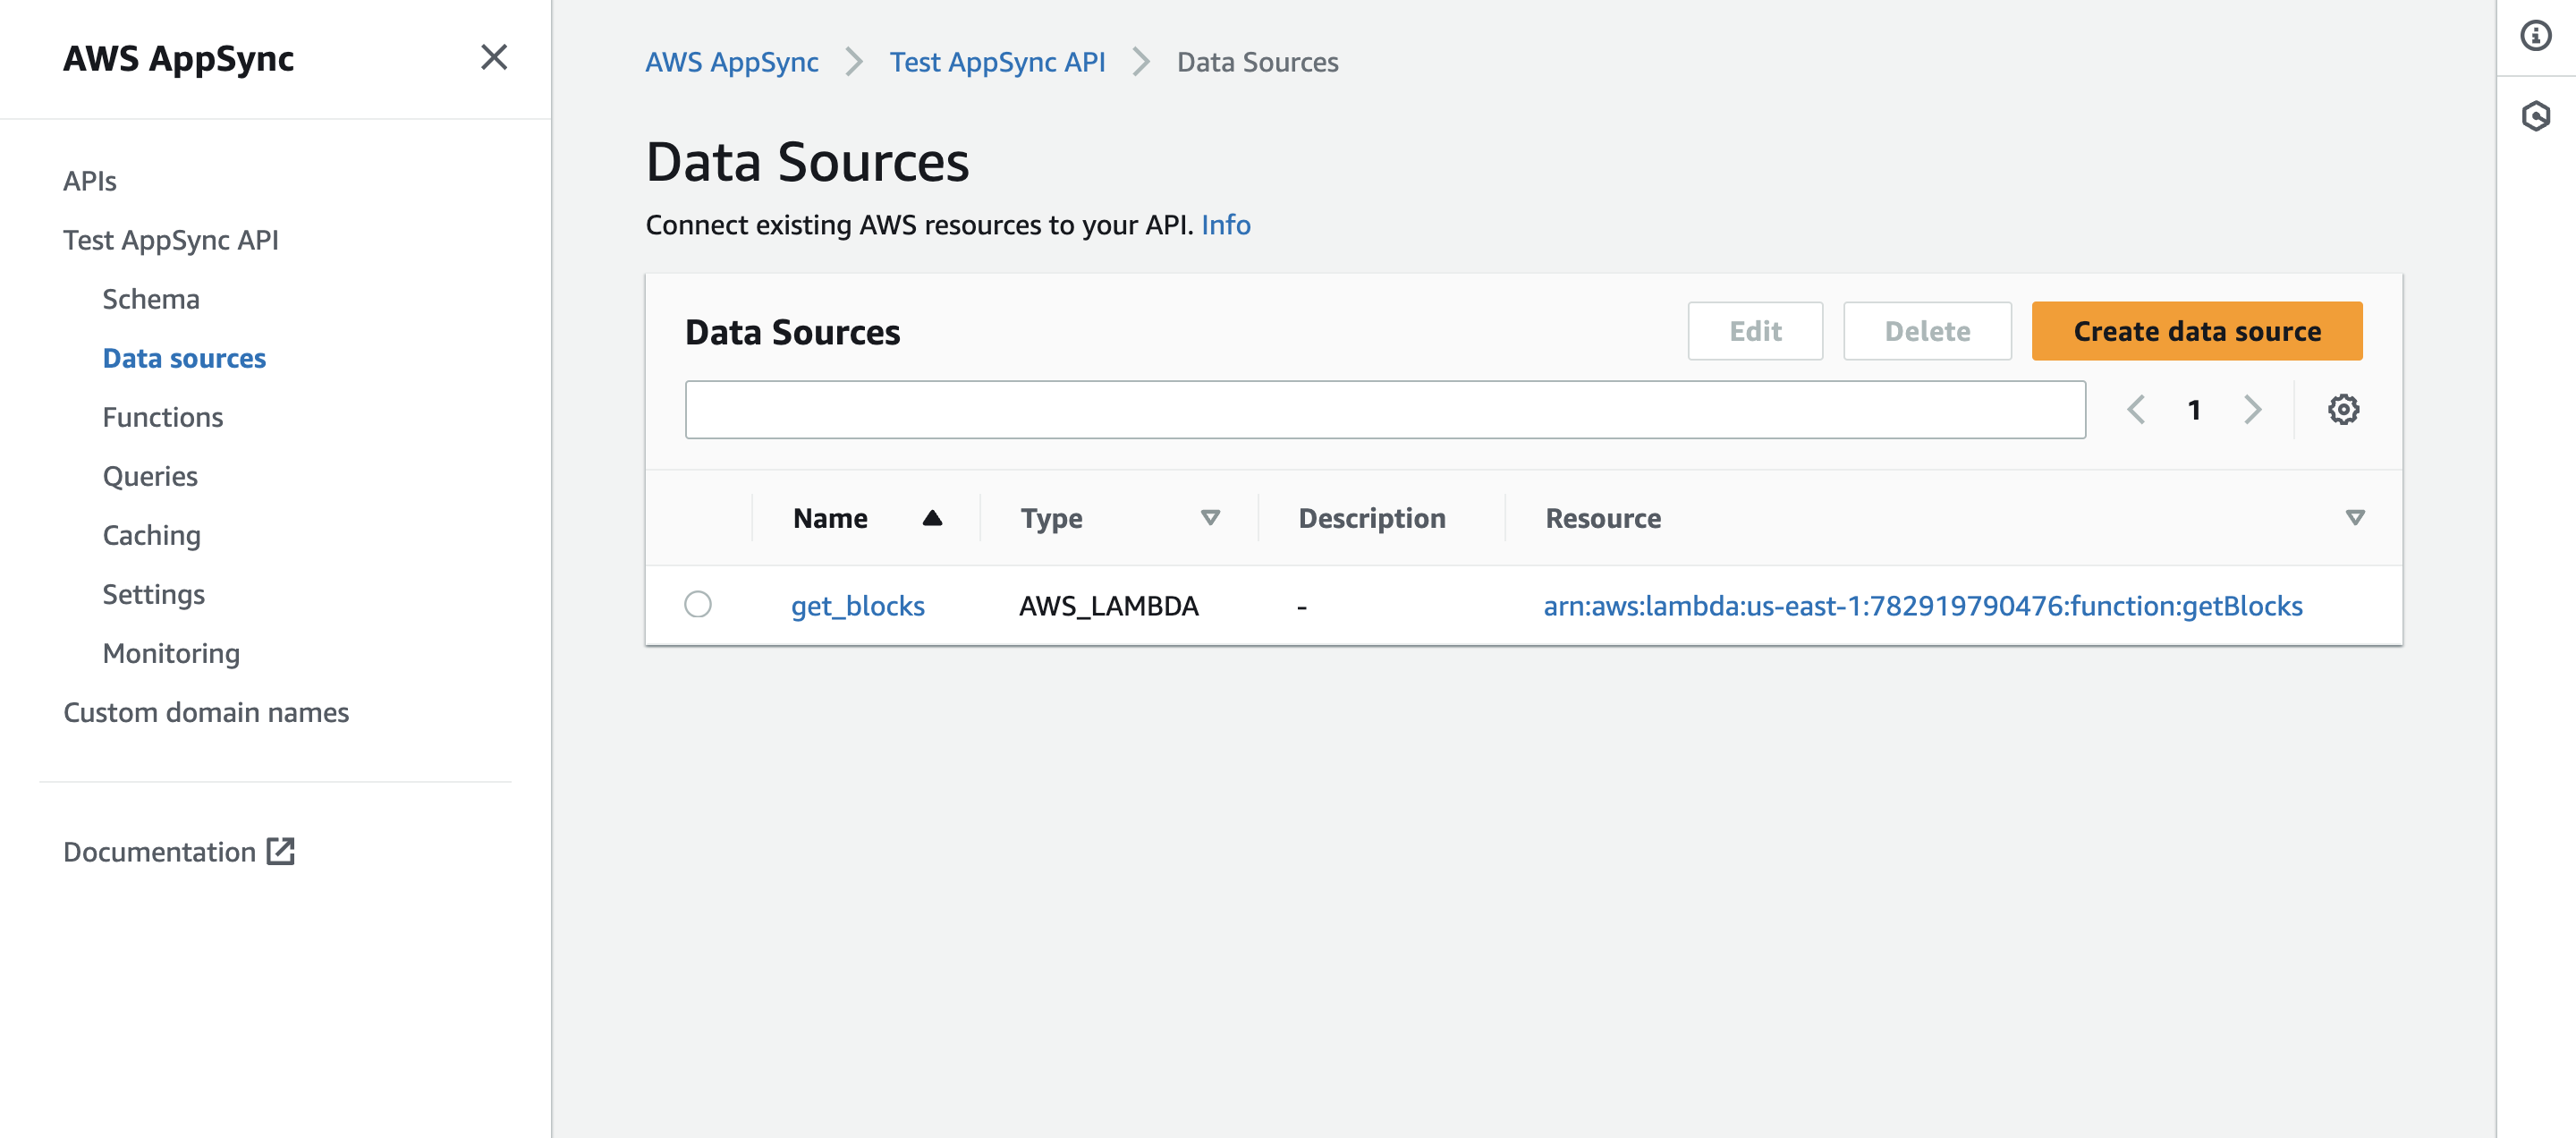 AWS AppSync
APIs
Test AppSync API
Schema
Data sources
Functions
Queries
Caching
Settings
Monitoring
Custom domain names
Documentation
AWS AppSync Test AppSync API Data Sources
Data Sources
Connect existing AWS resources to your API. Info
Data Sources Edit Delete Create data source
1
Name Type Description Resource
get_blocks AWS_LAMBDA - arn:aws:lambda:us-east-1:782919790476:function:getBlocks